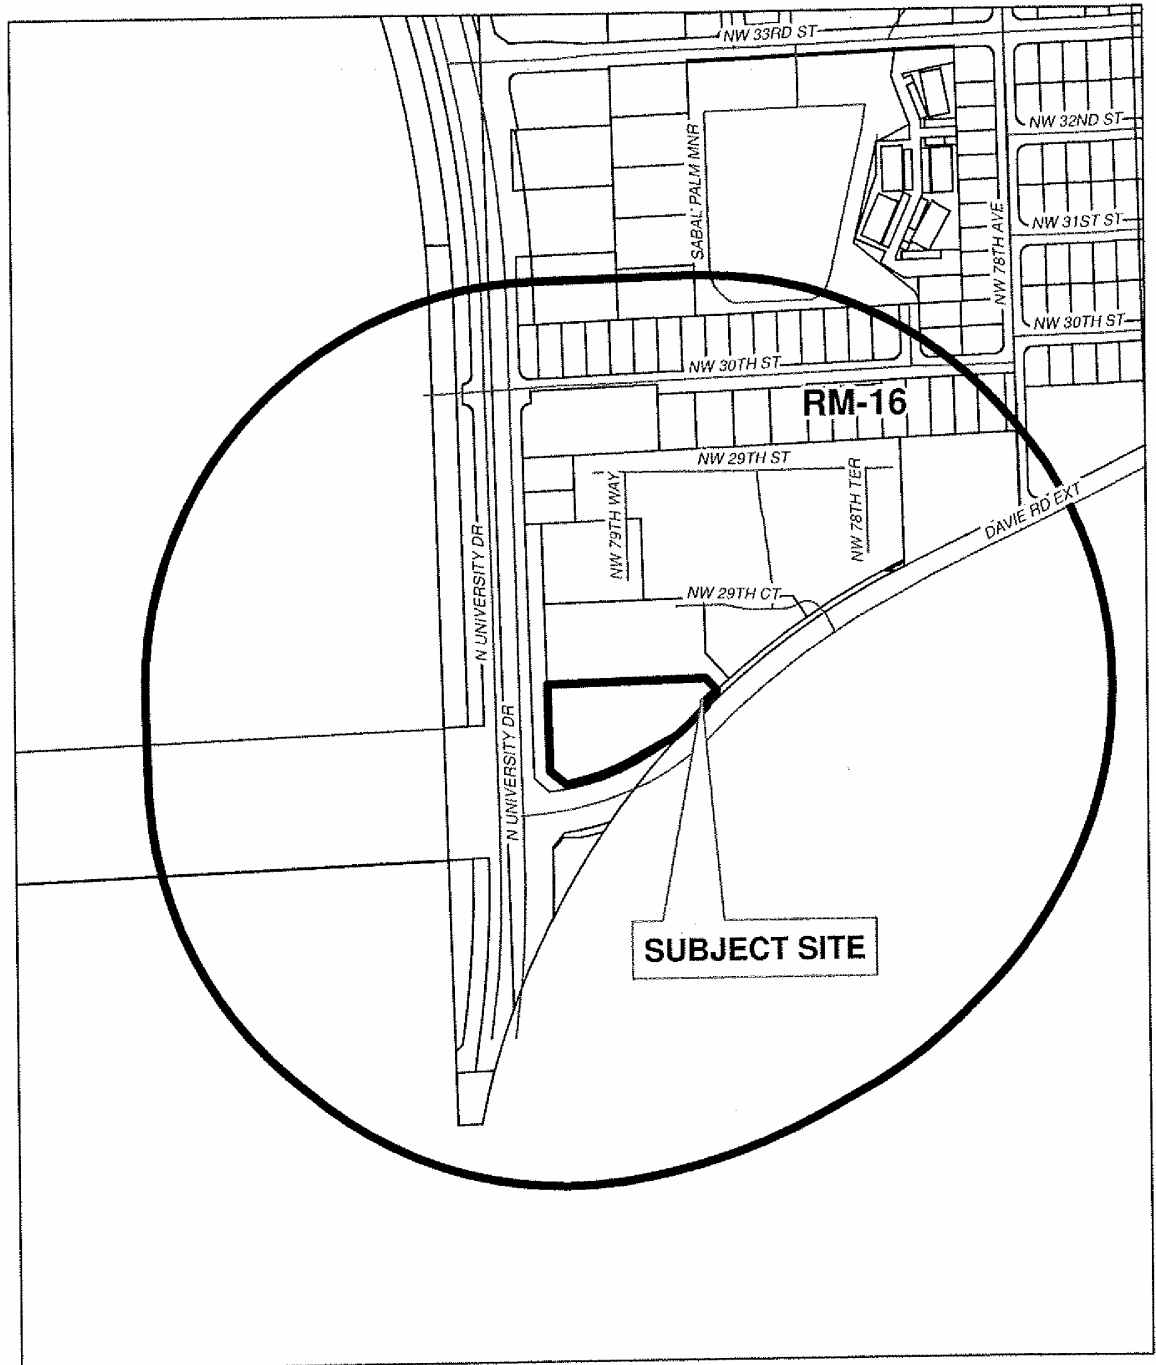 NW 33RD ST
NW 32ND ST
SABAL PALM MNR
NW 31ST ST
NW 78TH AVE
NW 30TH ST
NW 30TH ST
RM-16
NW 29TH ST
NW 79TH WAY
NW 78TH TER
DAVIE RD EXT
N UNIVERSITY DR
NW 29TH CT
N UNIVERSITY DR
SUBJECT SITE